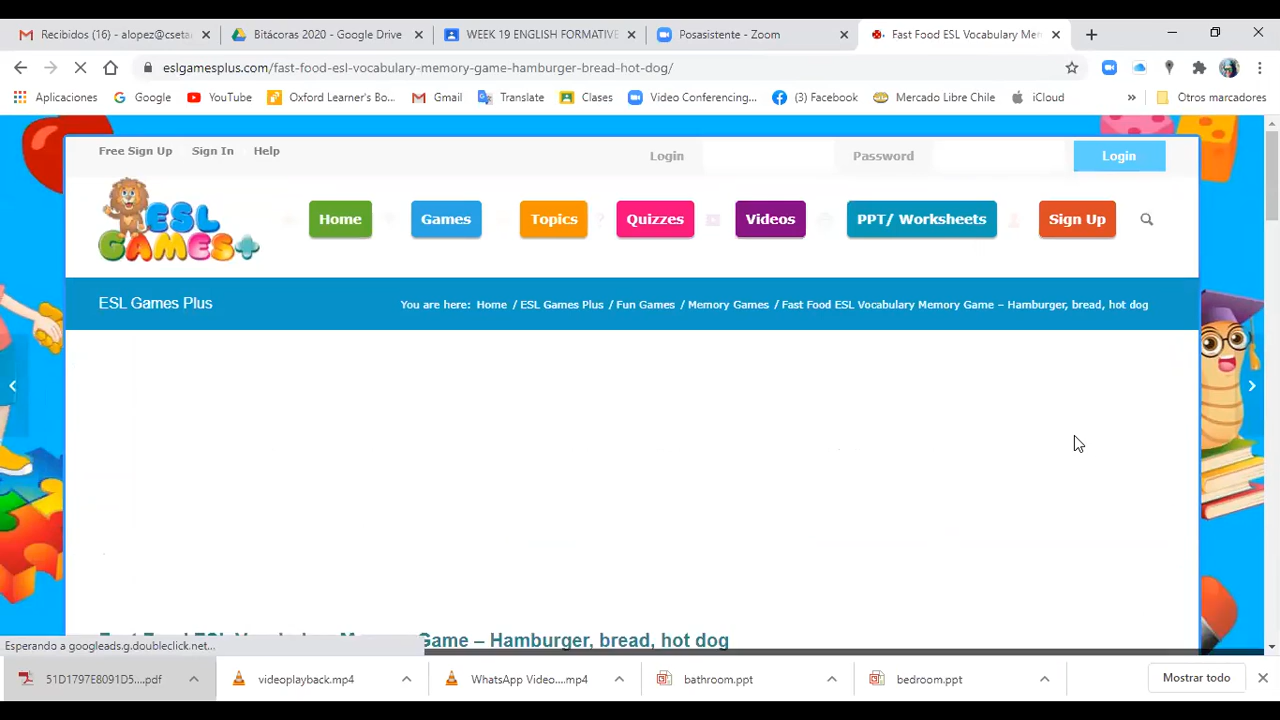 Recibidos (16) - alopez@cseta
Bitácoras 2020 - Google Drive
WEEK 19 ENGLISH FORMATIVE
Posasistente - Zoom
Fast Food ESL Vocabulary Mem
eslgamesplus.com/fast-food-esl-vocabulary-memory-game-hamburger-bread-hot-dog/
Aplicaciones
Google
YouTube
Oxford Learner's Bo...
Gmail
Translate
Clases
Video Conferencing...
(3) Facebook
Mercado Libre Chile
iCloud
»
Otros marcadores
Free Sign Up
Sign In
Help
Login
Password
Login
ESL GAMES+
Home
Games
Topics
Quizzes
Videos
PPT/ Worksheets
Sign Up
ESL Games Plus
You are here: Home / ESL Games Plus / Fun Games / Memory Games / Fast Food ESL Vocabulary Memory Game – Hamburger, bread, hot dog
Fast Food ESL Vocabulary Memory Game – Hamburger, bread, hot dog
Esperando a googleads.g.doubleclick.net...
51D1797E8091D5....pdf
videoplayback.mp4
WhatsApp Video....mp4
bathroom.ppt
bedroom.ppt
Mostrar todo